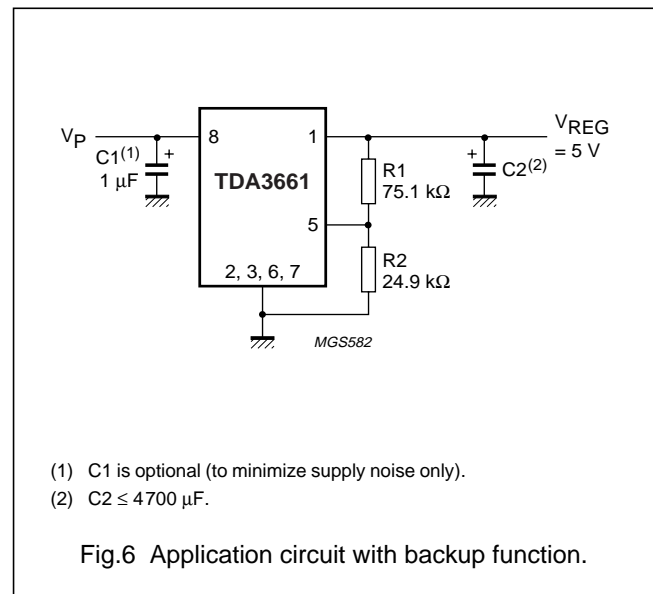 V_P
C1(1)
1 μF
+
8
1
TDA3661
5
2, 3, 6, 7
R1
75.1 kΩ
R2
24.9 kΩ
+
C2(2)
V_REG
= 5 V
MGS582
(1) C1 is optional (to minimize supply noise only).
(2) C2 ≤ 4700 μF.
Fig.6 Application circuit with backup function.